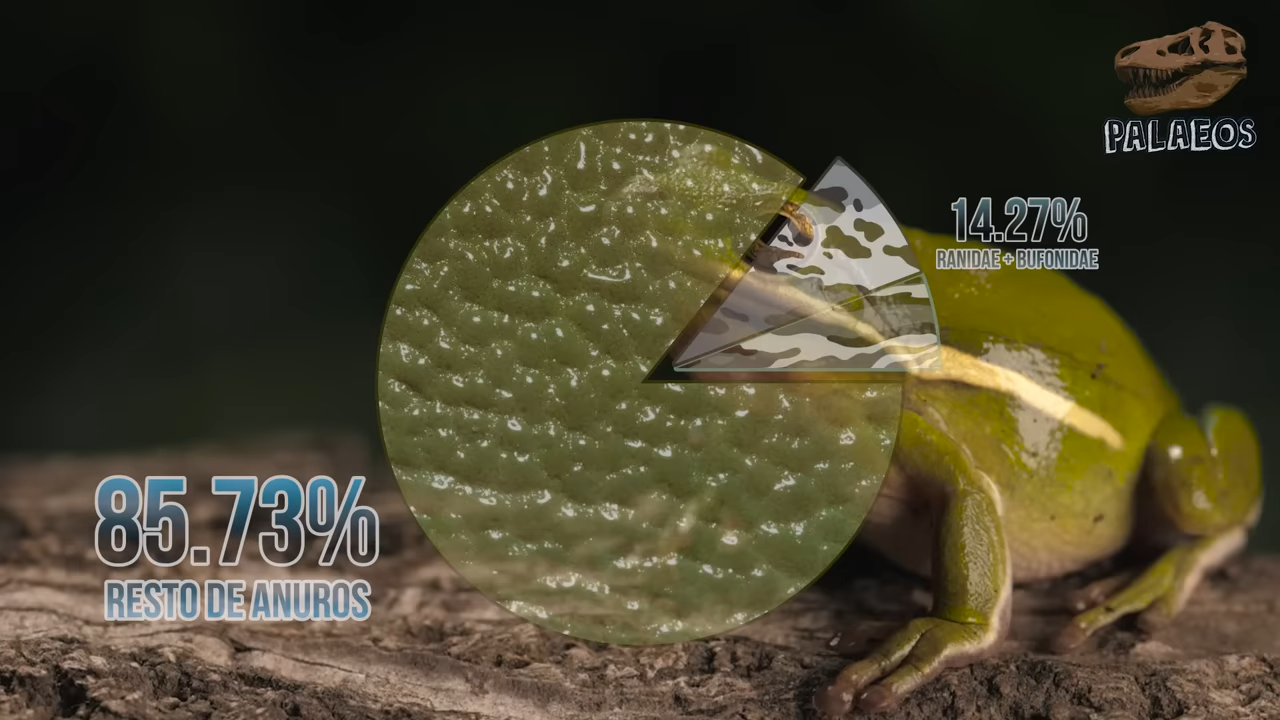 PALAEOS
14.27%
RANIDAE + BUFONIDAE
85.73%
RESTO DE ANUROS